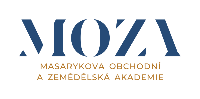 MOZA
MASARYKOVA OBCHODNÍ
A ZEMĚDĚLSKÁ AKADEMIE